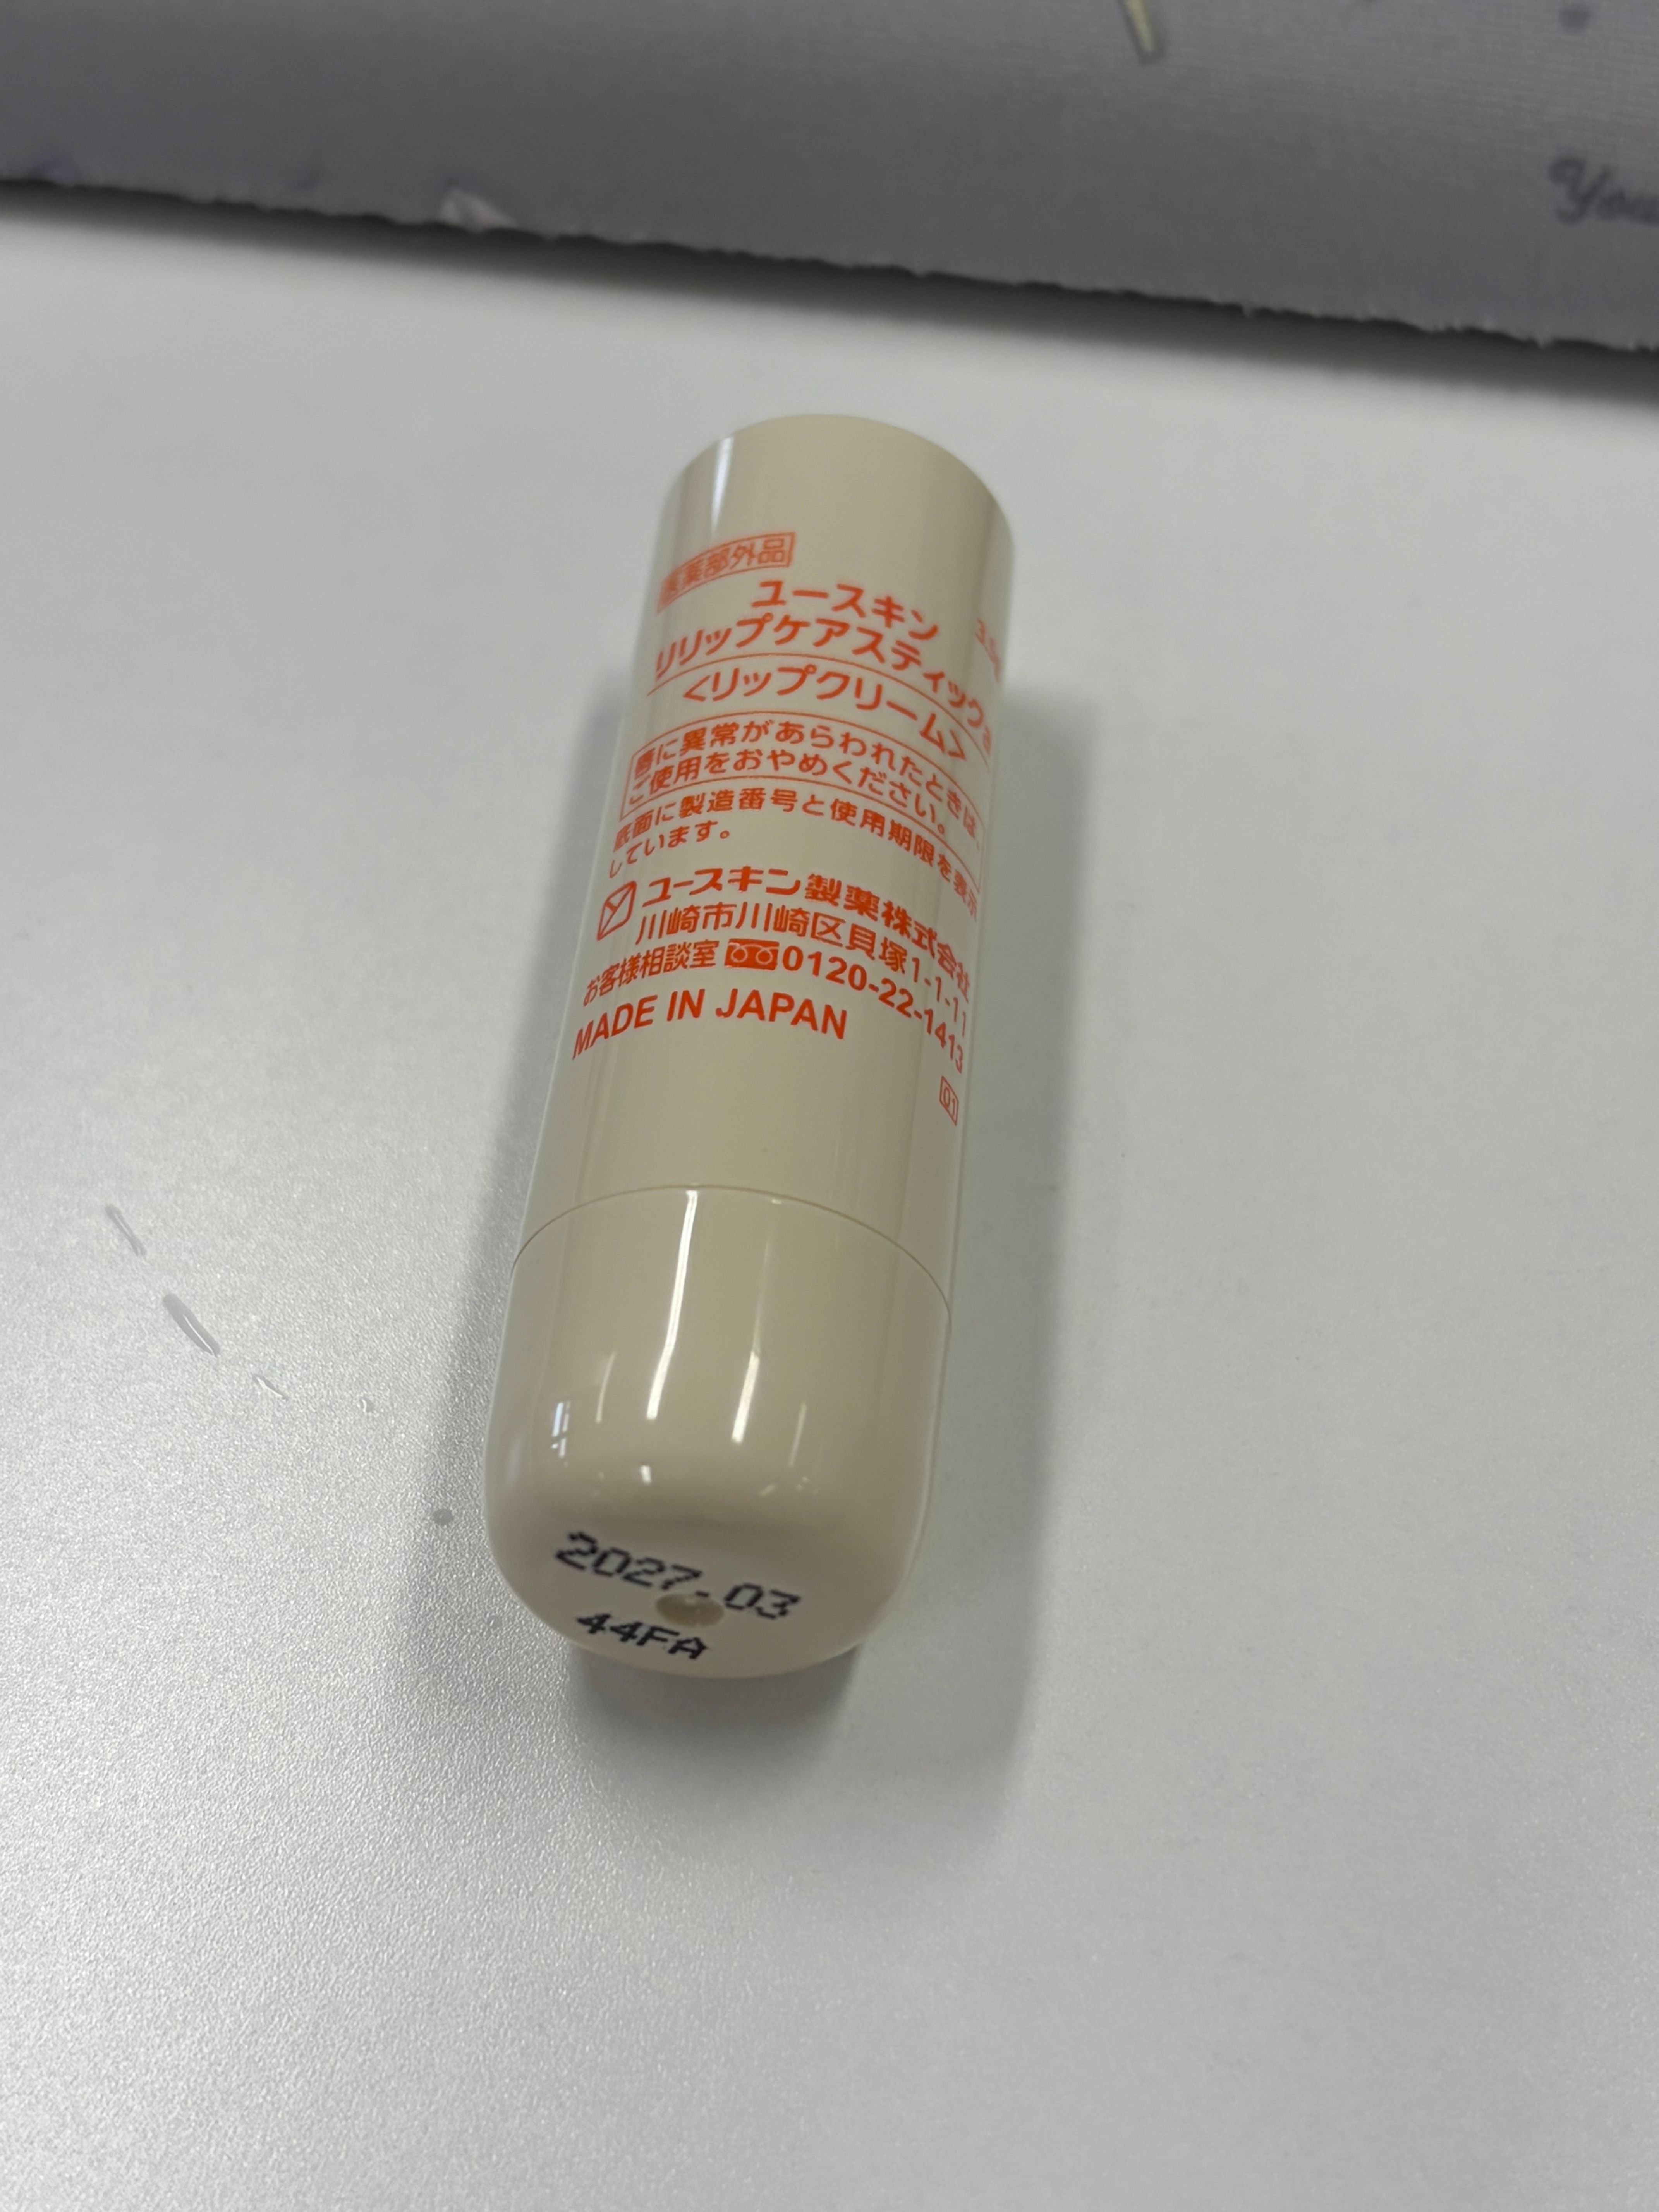 医薬部外品
ユースキン
リリップケアスティックa
3.5g
<リップクリーム>
唇に異常があらわれたときは、
ご使用をおやめください。
底面に製造番号と使用期限を表示
しています。
ユースキン製薬株式会社
川崎市川崎区貝塚1-1-11
お客様相談室 0120-22-1413
MADE IN JAPAN
01
2027.03
44FA